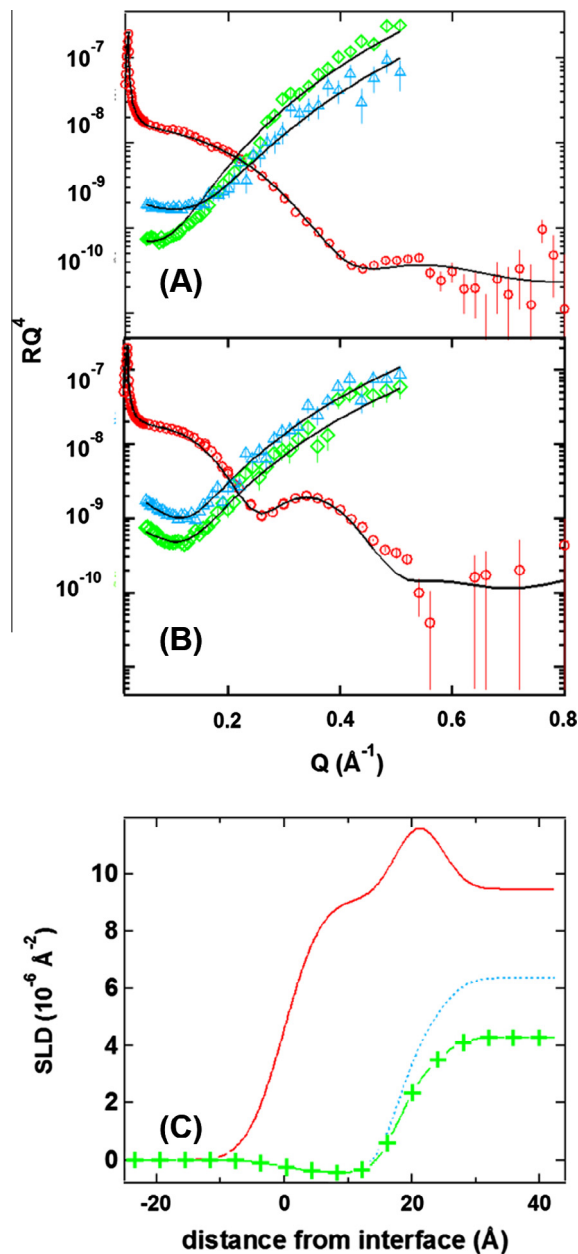 10⁻⁷
10⁻⁸
10⁻⁹
10⁻¹⁰
(A)
RQ⁴
10⁻⁷
10⁻⁸
10⁻⁹
10⁻¹⁰
(B)
0.2 0.4 0.6 0.8
Q (Å⁻¹)
10
8
6
4
2
0
SLD (10⁻⁶ Å⁻²)
(C)
-20 0 20 40
distance from interface (Å)